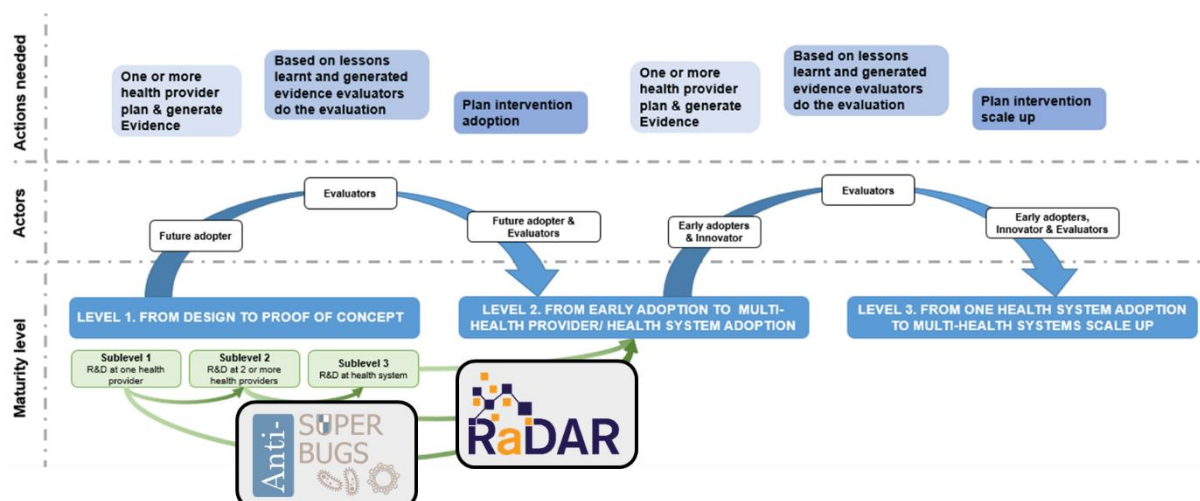 Actions needed
One or more
health provider
plan & generate
Evidence
Based on lessons
learnt and generated
evidence evaluators
do the evaluation
Plan intervention
adoption
One or more
health provider
plan & generate
Evidence
Based on lessons
learnt and generated
evidence evaluators
do the evaluation
Plan intervention
scale up
Actors
Future adopter
Evaluators
Future adopter &
Evaluators
Early adopters
& Innovator
Evaluators
Early adopters,
Innovator & Evaluators
Maturity level
LEVEL 1. FROM DESIGN TO PROOF OF CONCEPT
LEVEL 2. FROM EARLY ADOPTION TO MULTI-
HEALTH PROVIDER/ HEALTH SYSTEM ADOPTION
LEVEL 3. FROM ONE HEALTH SYSTEM ADOPTION
TO MULTI-HEALTH SYSTEMS SCALE UP
Sublevel 1
R&D at one health
provider
Sublevel 2
R&D at 2 or more
health providers
Sublevel 3
R&D at health system
Anti-
SUPER
BUGS
RaDAR